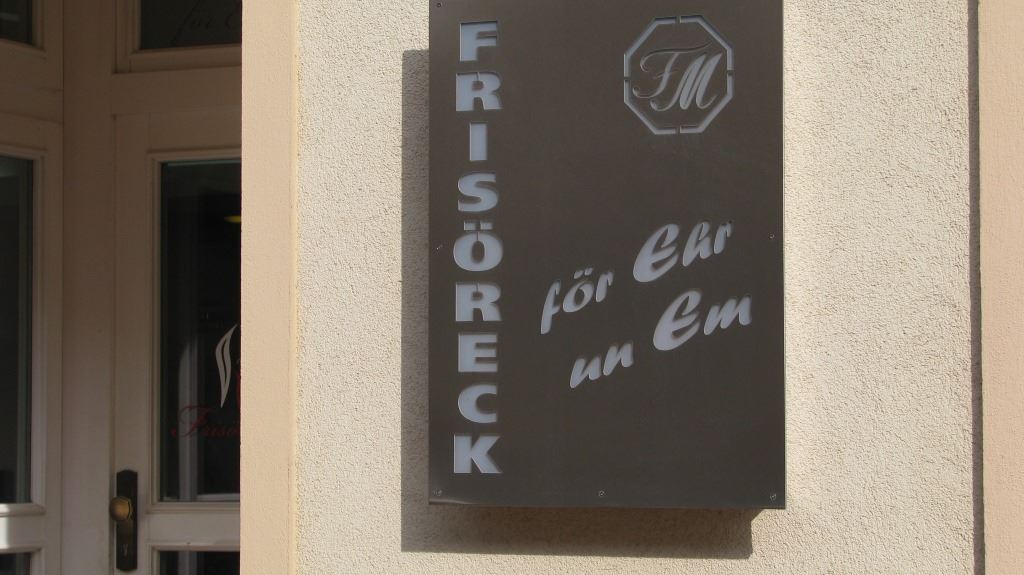 FRISÖRECK
FM
för Ehr
un Em